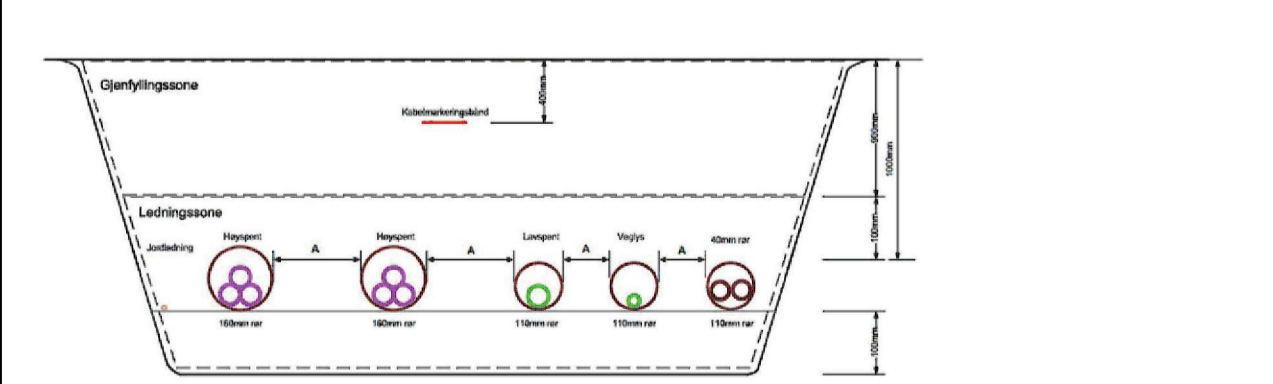 Gjenfyllingssone
400mm
Kabelmarkeringsbånd
900mm
1000mm
Ledningssone
100mm
Jordledning
Høyspent
Høyspent
Lavspent
Veglys
40mm rør
A
A
A
A
160mm rør
160mm rør
110mm rør
110mm rør
110mm rør
100mm